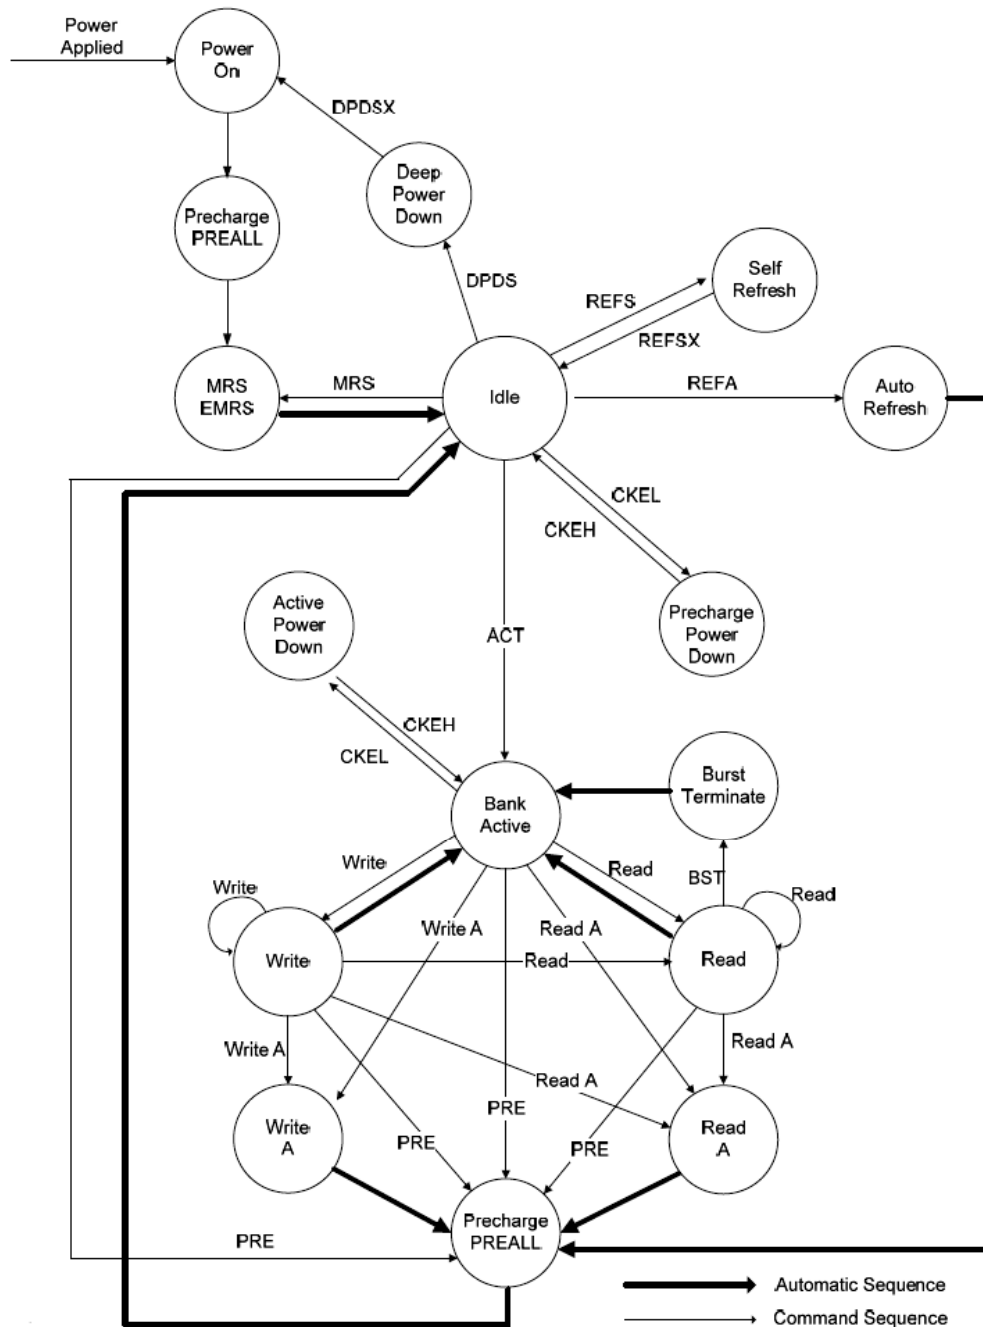 Power
Applied
Power
On
DPDSX
Deep
Power
Down
Precharge
PREALL
DPDS
Self
Refresh
REFS
REFSX
MRS
EMRS
MRS
Idle
REFA
Auto
Refresh
CKEL
CKEH
Active
Power
Down
Precharge
Power
Down
ACT
CKEH
CKEL
Burst
Terminate
Bank
Active
Write
Read
BST
Write
Read
Write A
Read A
Write
Read
Read
Write A
Read A
Read A
Write
A
PRE
PRE
PRE
Read
A
Precharge
PREALL
PRE
Automatic Sequence
Command Sequence